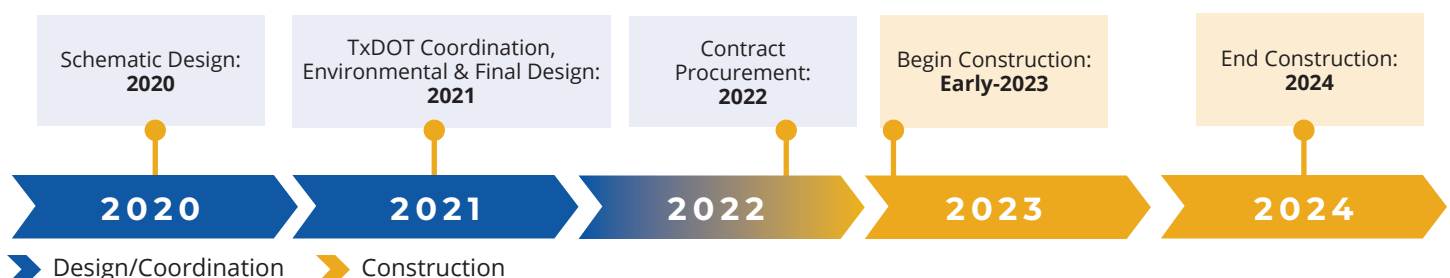 Schematic Design:
2020
TxDOT Coordination,
Environmental & Final Design:
2021
Contract
Procurement:
2022
Begin Construction:
Early-2023
End Construction:
2024
2020
2021
2022
2023
2024
Design/Coordination
Construction